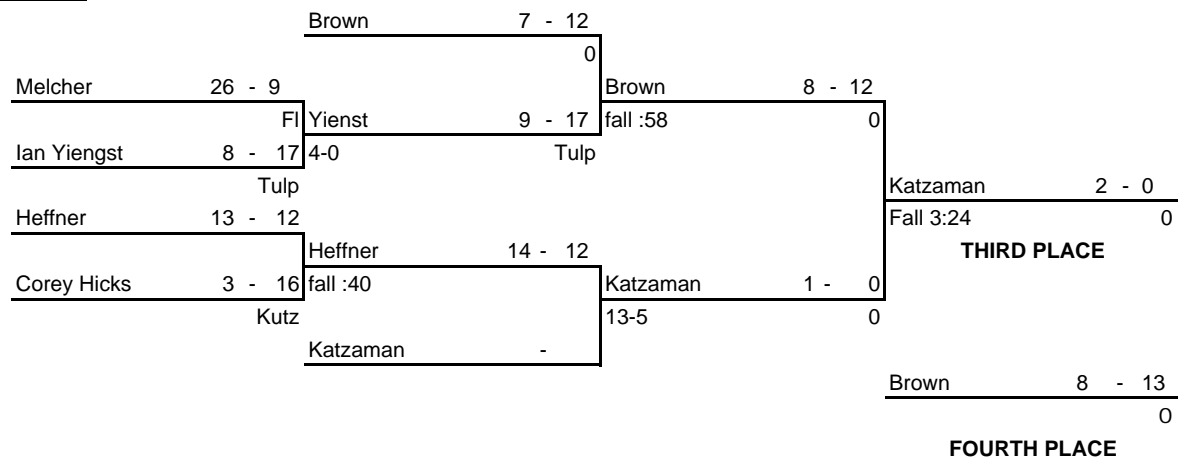 Brown 7 - 12
0
Melcher 26 - 9 Brown 8 - 12
Fl Yienst 9 - 17 fall :58 0
Ian Yiengst 8 - 17 4-0 Tulp
Tulp Katzaman 2 - 0
Heffner 13 - 12 Fall 3:24 0
Heffner 14 - 12 THIRD PLACE
Corey Hicks 3 - 16 fall :40 Katzaman 1 - 0
Kutz 13-5 0
Katzaman -
Brown 8 - 13
0
FOURTH PLACE